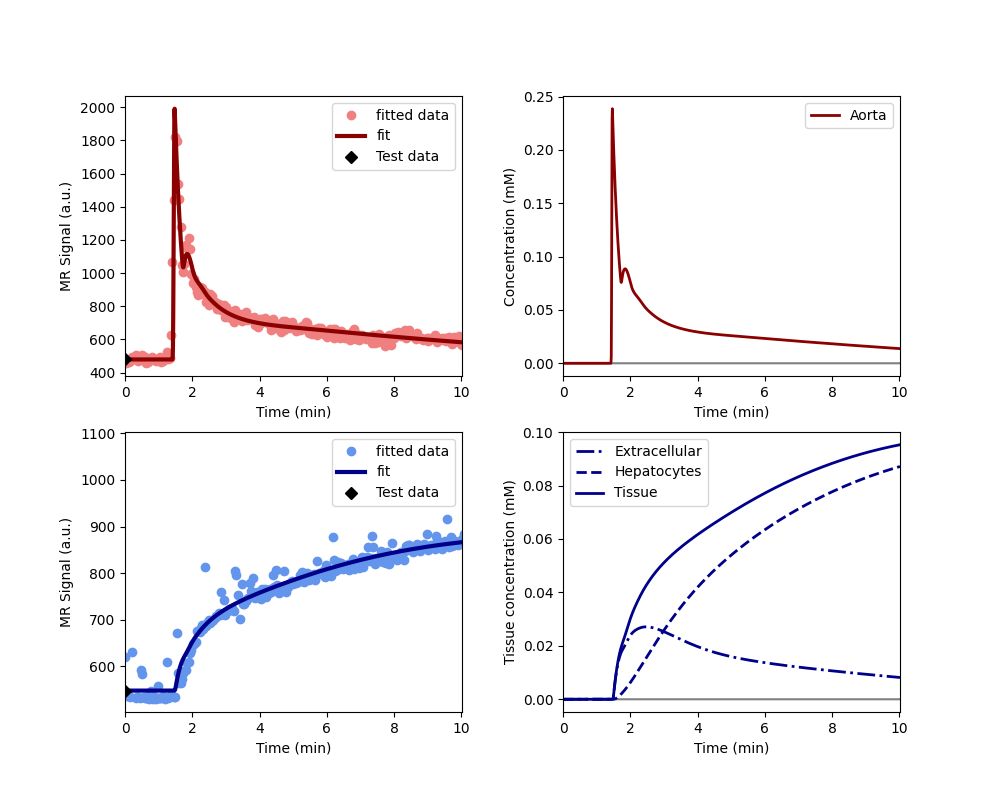 2000
1800
1600
1400
1200
1000
800
600
400
MR Signal (a.u.)
0 2 4 6 8 10
Time (min)
fitted data
fit
Test data
0.25
0.20
0.15
0.10
0.05
0.00
Concentration (mM)
0 2 4 6 8 10
Time (min)
Aorta
1100
1000
900
800
700
600
MR Signal (a.u.)
0 2 4 6 8 10
Time (min)
fitted data
fit
Test data
0.10
0.08
0.06
0.04
0.02
0.00
Tissue concentration (mM)
0 2 4 6 8 10
Time (min)
Extracellular
Hepatocytes
Tissue